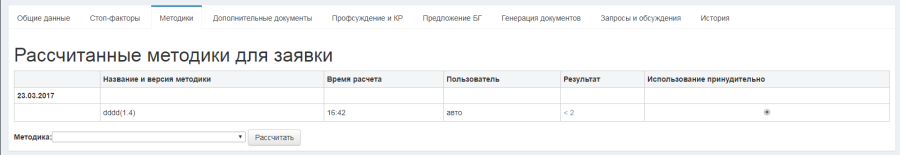 Общие данные Стоп-факторы Методики Дополнительные документы Профсуждение и КР Предложение БГ Генерация документов Запросы и обсуждения История
Рассчитанные методики для заявки
Название и версия методики Время расчета Пользователь Результат Использование принудительно
23.03.2017
dddd(1.4) 16:42 авто < 2
Методика: Рассчитать